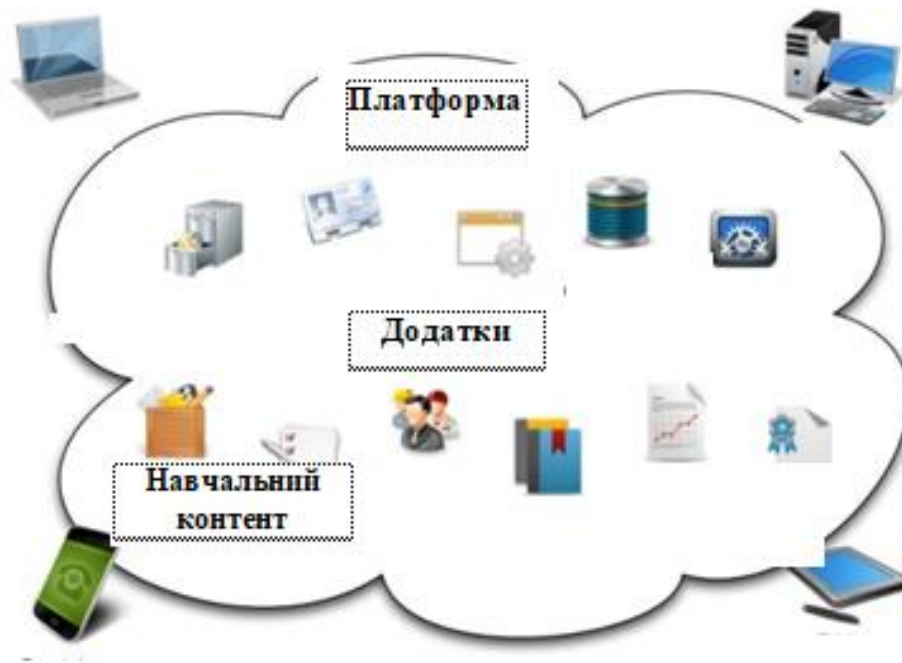 Платформа
Додатки
Навчальний
контент